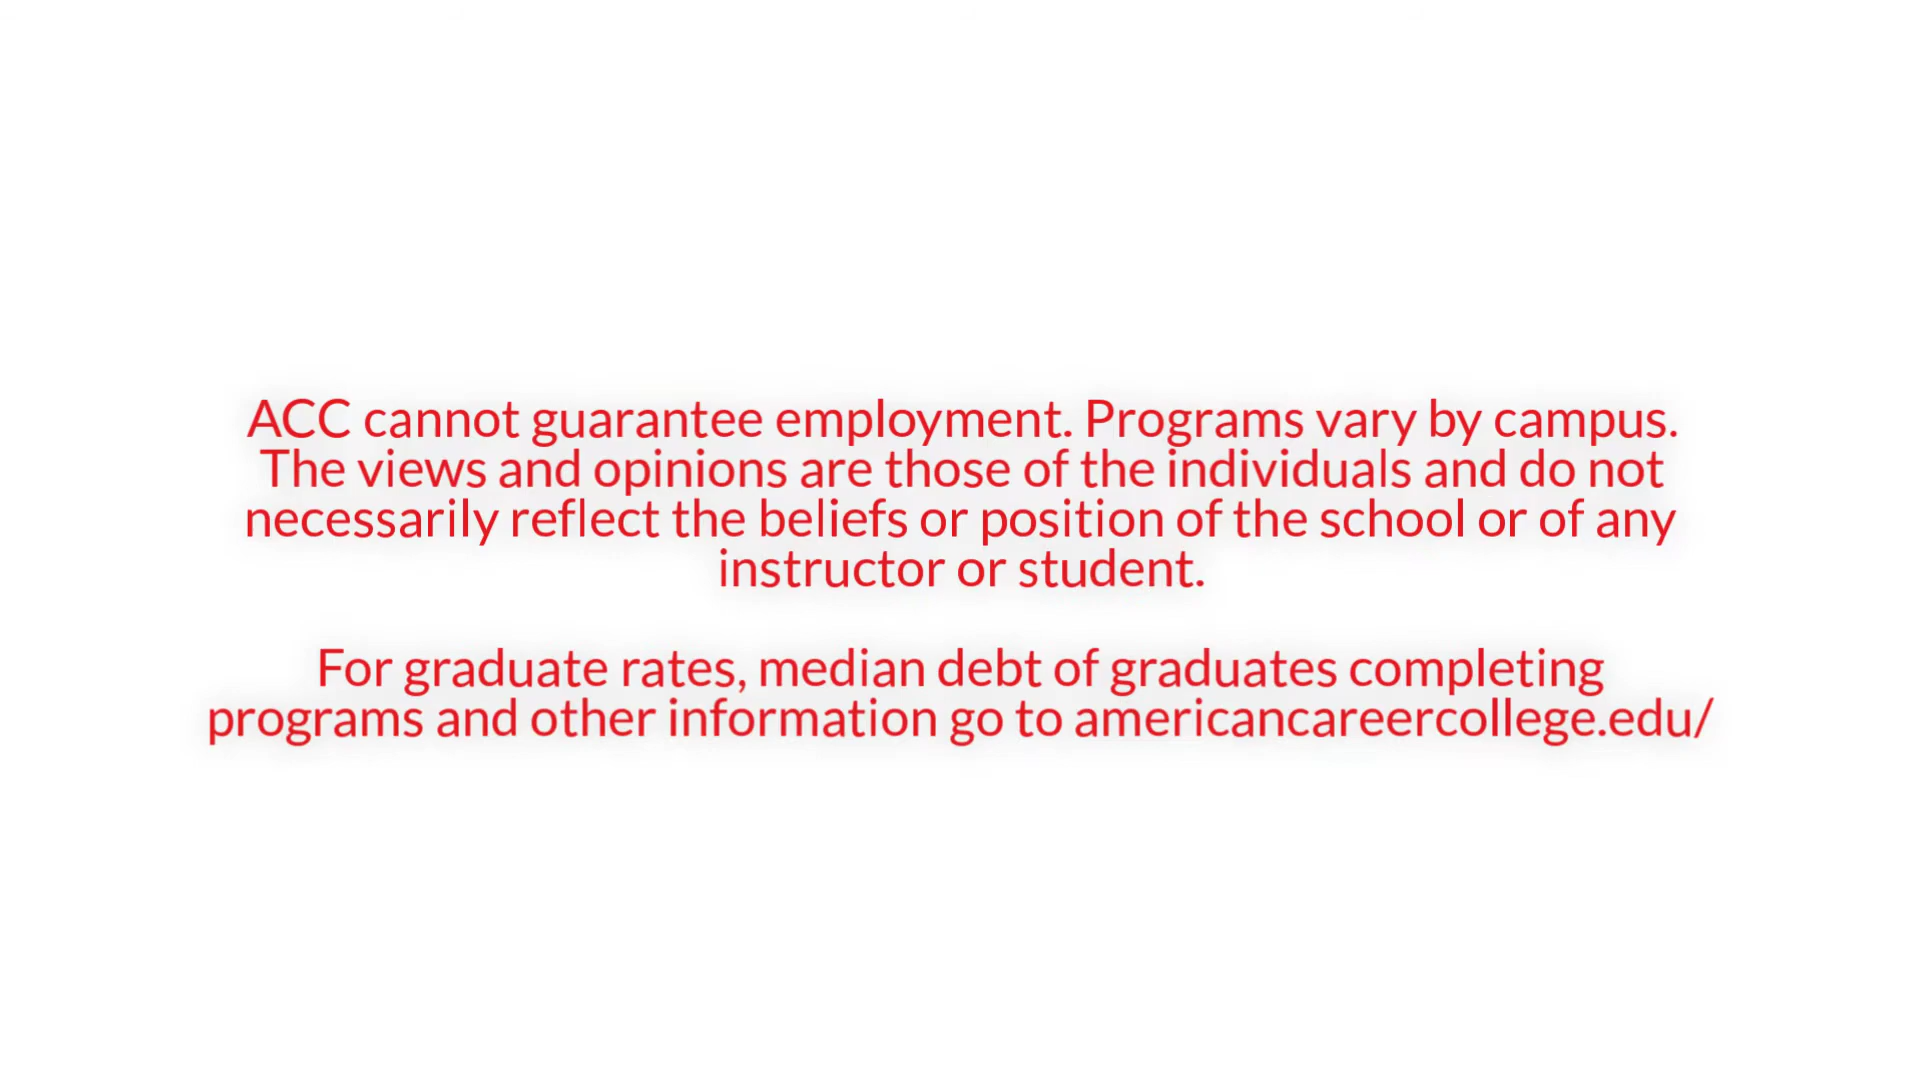 ACC cannot guarantee employment. Programs vary by campus.
The views and opinions are those of the individuals and do not
necessarily reflect the beliefs or position of the school or of any
instructor or student.
For graduate rates, median debt of graduates completing
programs and other information go to americancareercollege.edu/